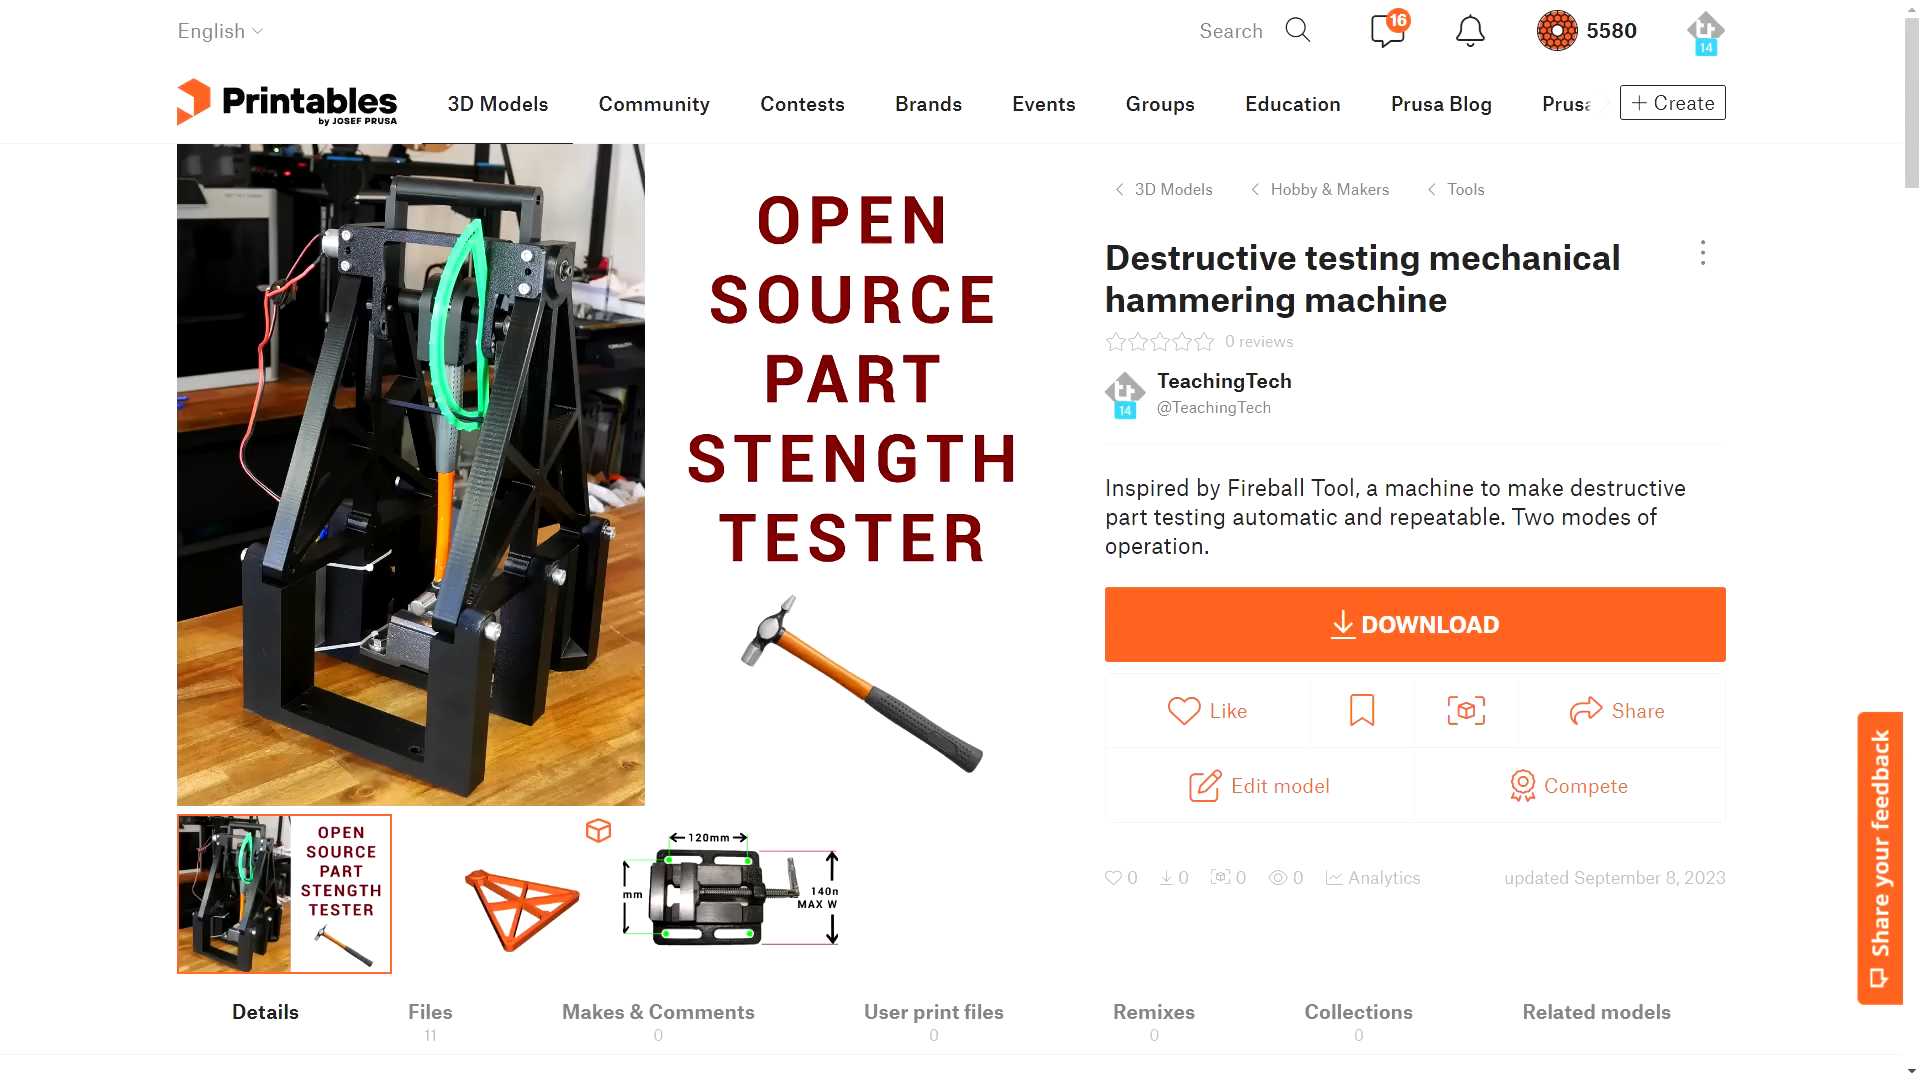 English
Search
16
5580
14
Printables
by JOSEF PRUSA
3D Models
Community
Contests
Brands
Events
Groups
Education
Prusa Blog
Prusa
+ Create
OPEN
SOURCE
PART
STENGTH
TESTER
3D Models
Hobby & Makers
Tools
Destructive testing mechanical
hammering machine
0 reviews
TeachingTech
@TeachingTech
14
Inspired by Fireball Tool, a machine to make destructive
part testing automatic and repeatable. Two modes of
operation.
DOWNLOAD
Like
Share
Edit model
Compete
0
0
0
0
Analytics
updated September 8, 2023
OPEN
SOURCE
PART
STENGTH
TESTER
120mm
mm
140m
MAX W
Share your feedback
Details
Files
11
Makes & Comments
0
User print files
0
Remixes
0
Collections
0
Related models